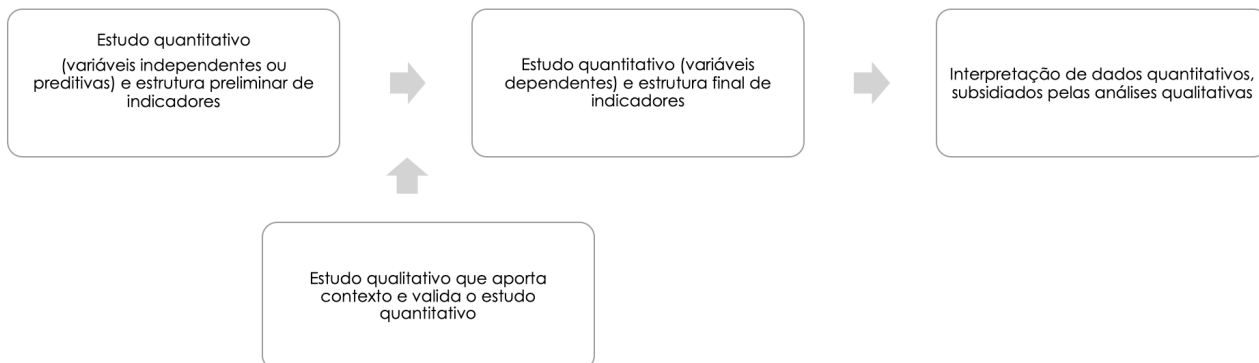 Estudo quantitativo
(variáveis independentes ou
preditivas) e estrutura preliminar de
indicadores
Estudo quantitativo (variáveis
dependentes) e estrutura final de
indicadores
Interpretação de dados quantitativos,
subsidiados pelas análises qualitativas
Estudo qualitativo que aporta
contexto e valida o estudo
quantitativo